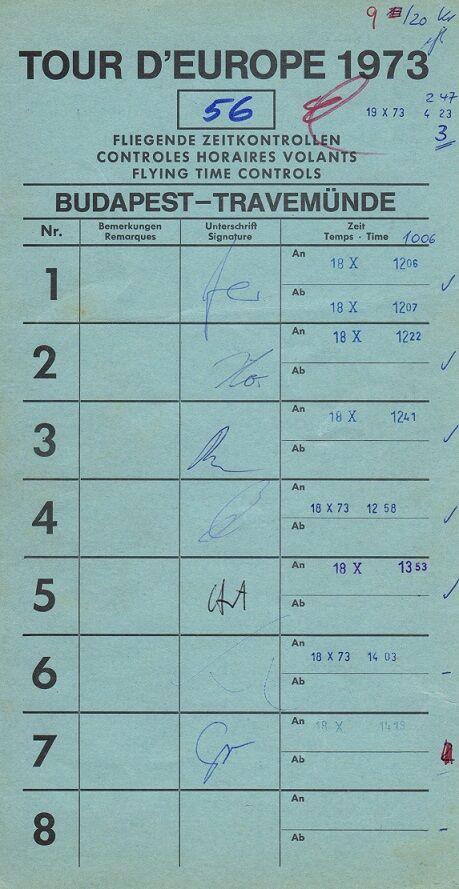 9 /20 Kr
TOUR D'EUROPE 1973
56
19 X 73 4 23
2 47
3
FLIEGENDE ZEITKONTROLLEN
CONTROLES HORAIRES VOLANTS
FLYING TIME CONTROLS
BUDAPEST–TRAVEMÜNDE
Nr. Bemerkungen Unterschrift Zeit
Remarques Signature Temps · Time 1006
1 An 18 X 1206
Ab 18 X 1207
2 An 18 X 1222
Ab
3 An 18 X 1241
Ab
4 An 18 X 73 12 58
Ab
5 An 18 X 1353
Ab
6 An 18 X 73 14 03
Ab
7 An 18 X
Ab
8 An
Ab